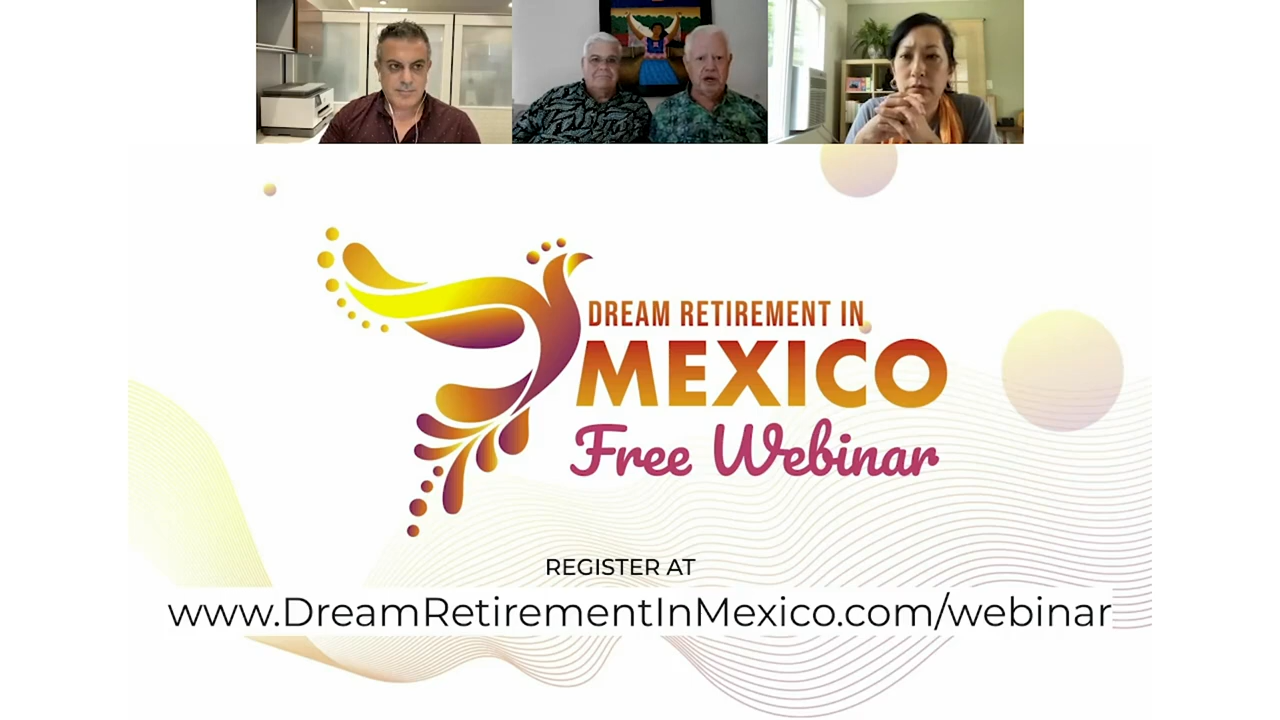 DREAM RETIREMENT IN
MEXICO
Free Webinar
REGISTER AT
www.DreamRetirementInMexico.com/webinar